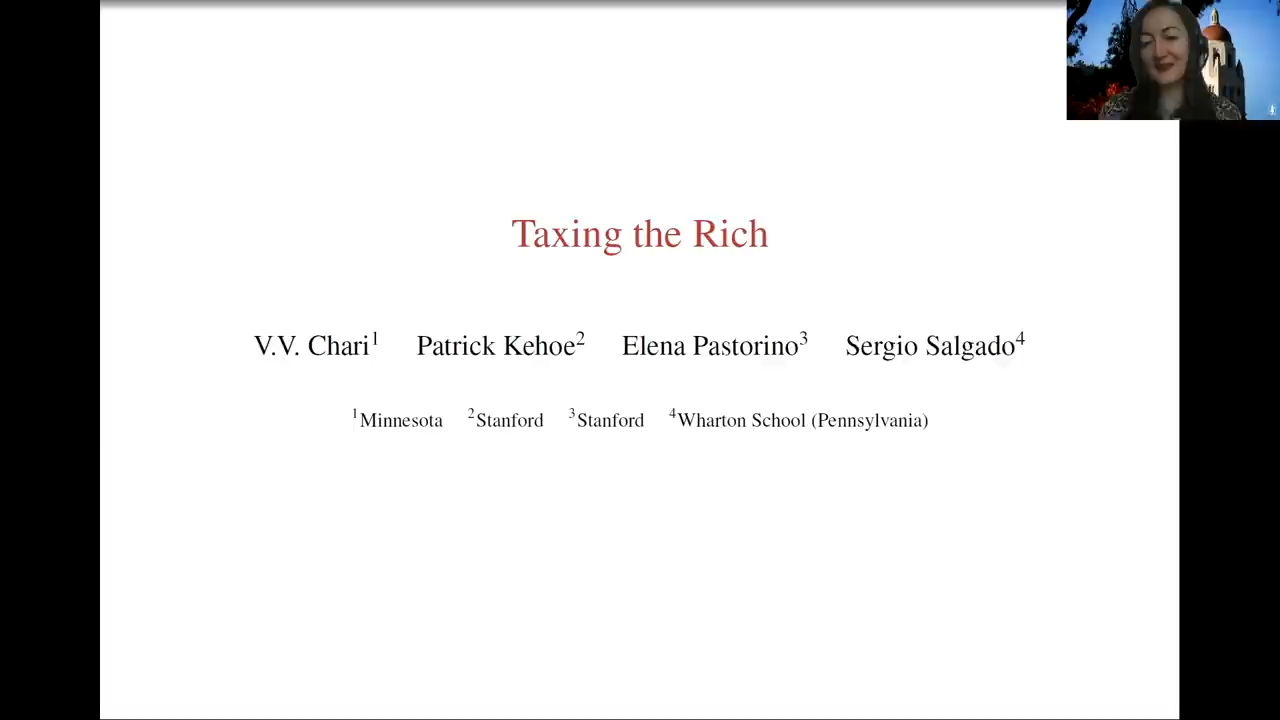 Taxing the Rich
V.V. Chari¹ Patrick Kehoe² Elena Pastorino³ Sergio Salgado⁴
¹Minnesota ²Stanford ³Stanford ⁴Wharton School (Pennsylvania)